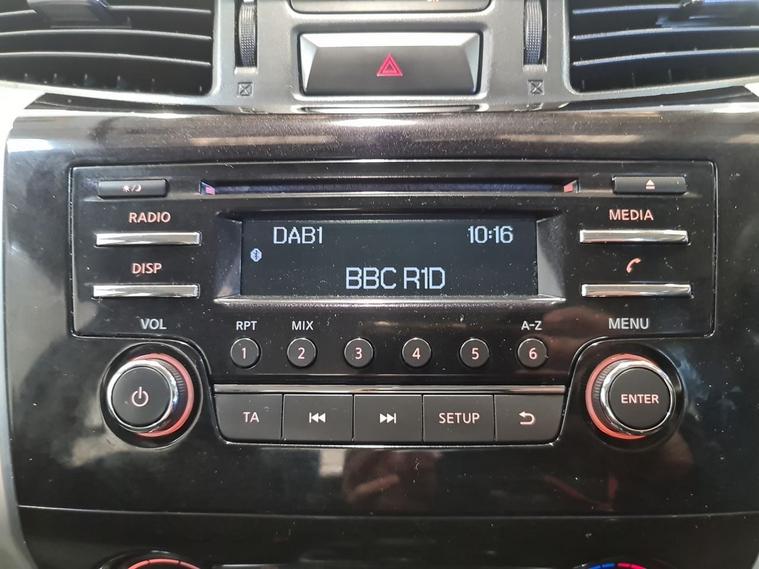 RADIO
MEDIA
DAB1 10:16
DISP
BBC R1D
VOL
RPT MIX A-Z
MENU
1 2 3 4 5 6
ENTER
TA SETUP